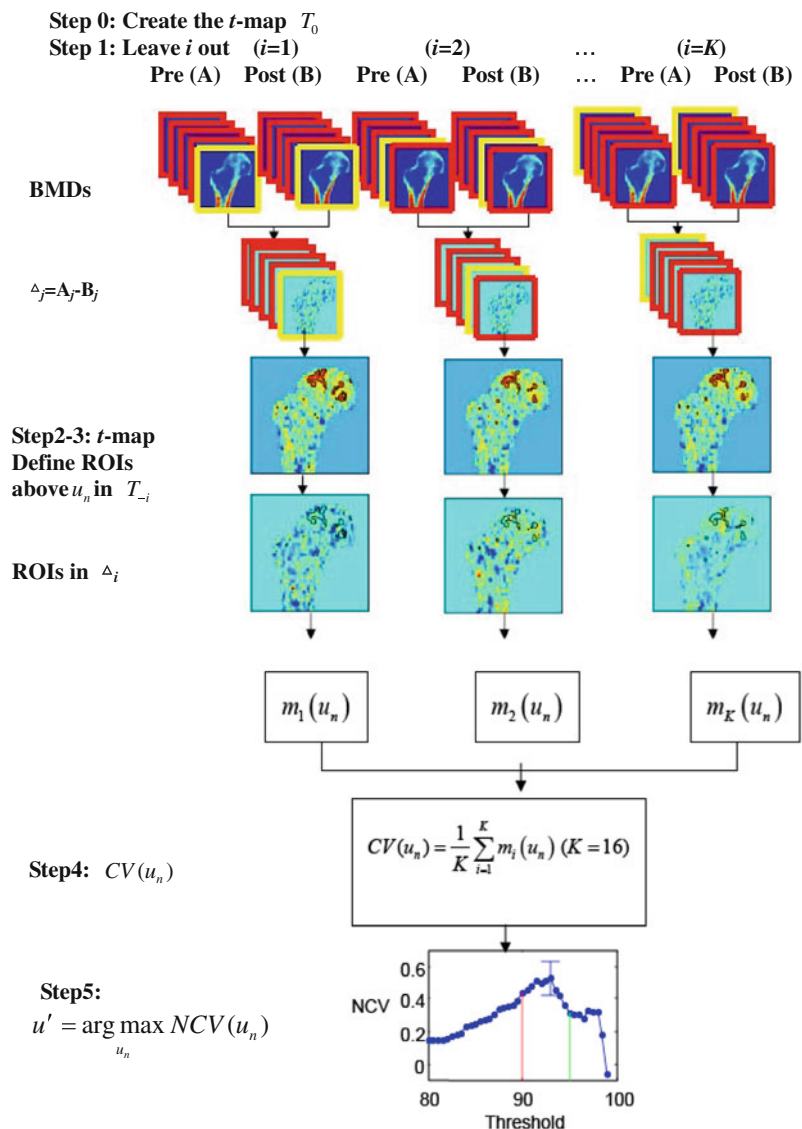 Step 0: Create the t-map T₀
Step 1: Leave i out (i=1) (i=2) ... (i=K)
Pre (A) Post (B) Pre (A) Post (B) ... Pre (A) Post (B)
BMDs
△ⱼ=Aⱼ-Bⱼ
Step2-3: t-map
Define ROIs
above uₙ in T₋ᵢ
ROIs in △ᵢ
m₁(uₙ) m₂(uₙ) m_K(uₙ)
CV(uₙ) = 1/K ∑_{i=1}^{K} mᵢ(uₙ) (K=16)
Step4: CV(uₙ)
Step5:
u' = arg max_{uₙ} NCV(uₙ)
NCV
0.6
0.4
0.2
0
80 90 100
Threshold